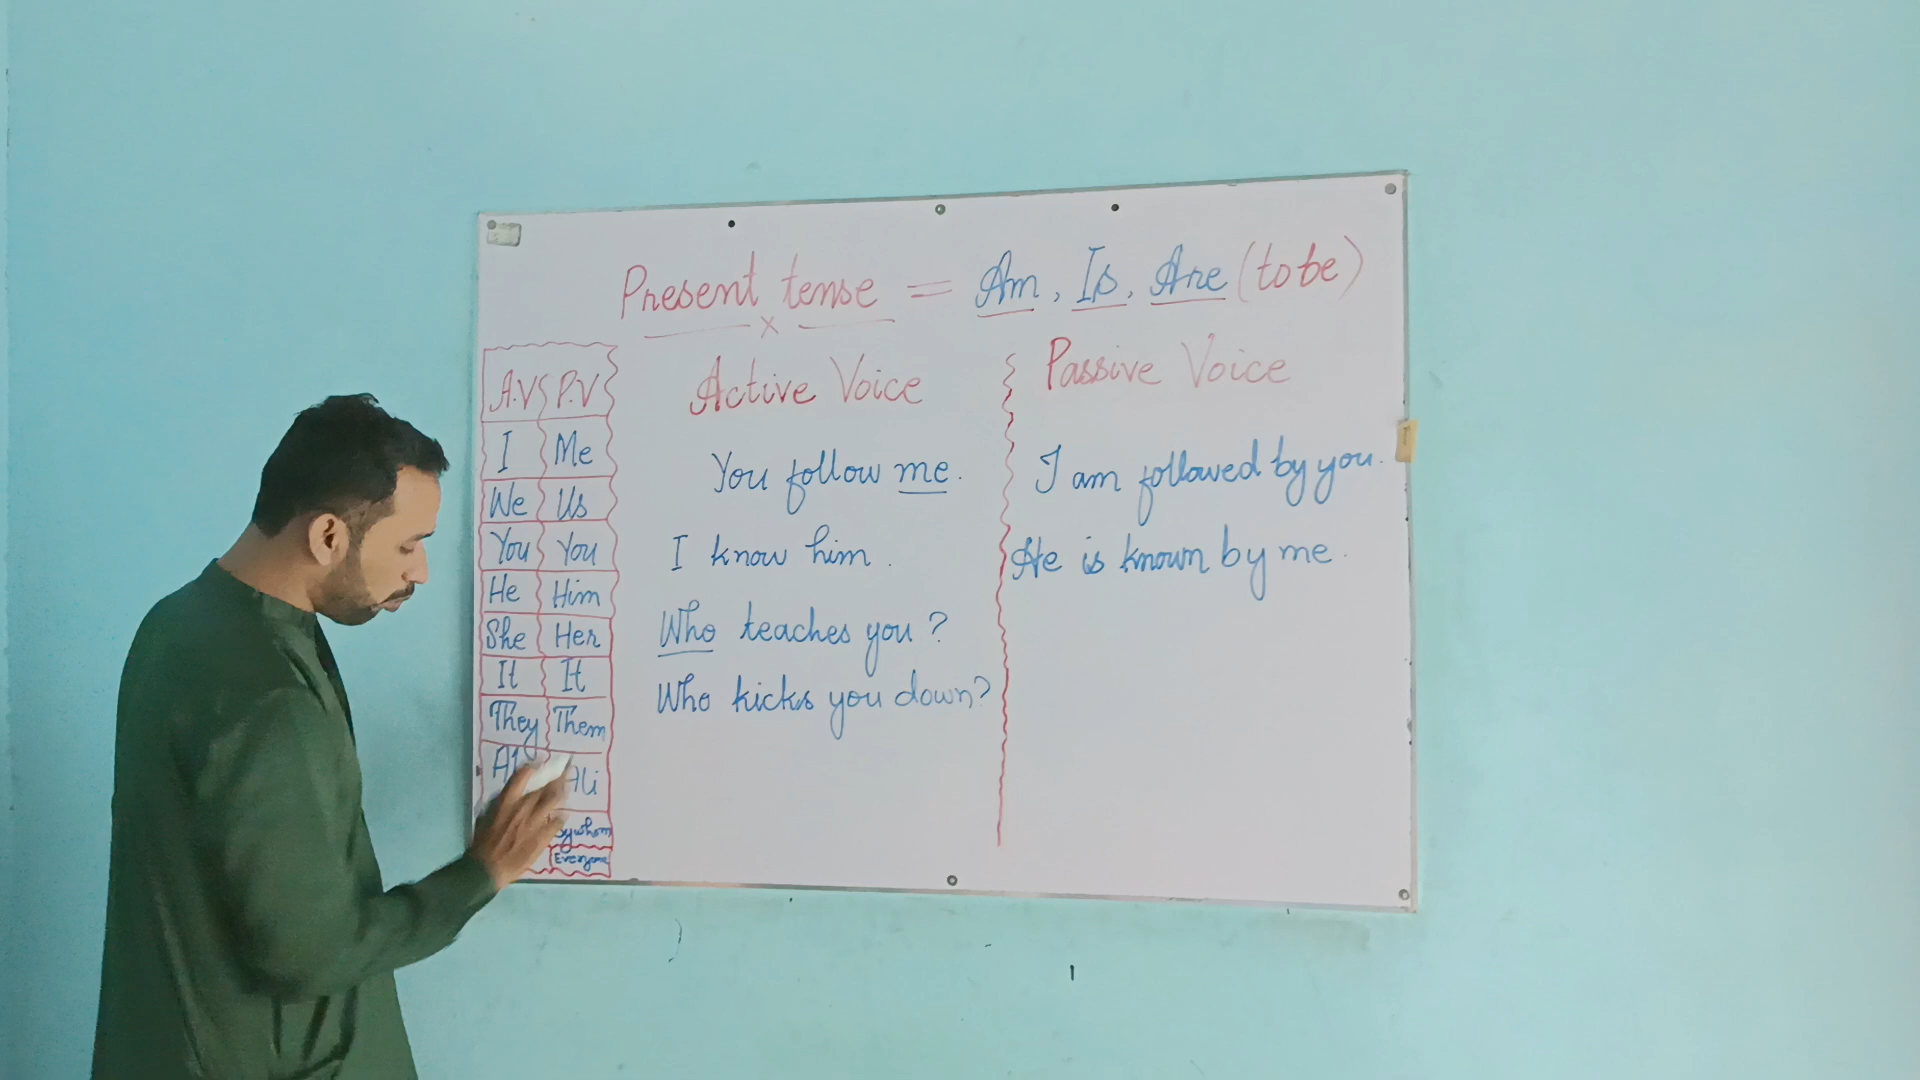 Present tense = Am, Is, Are (to be)
A.V P.V
I Me
We Us
You You
He Him
She Her
It It
They Them
Ali
whom
Everyone
Active Voice
You follow me.
I know him.
Who teaches you?
Who kicks you down?
Passive Voice
I am followed by you.
He is known by me.